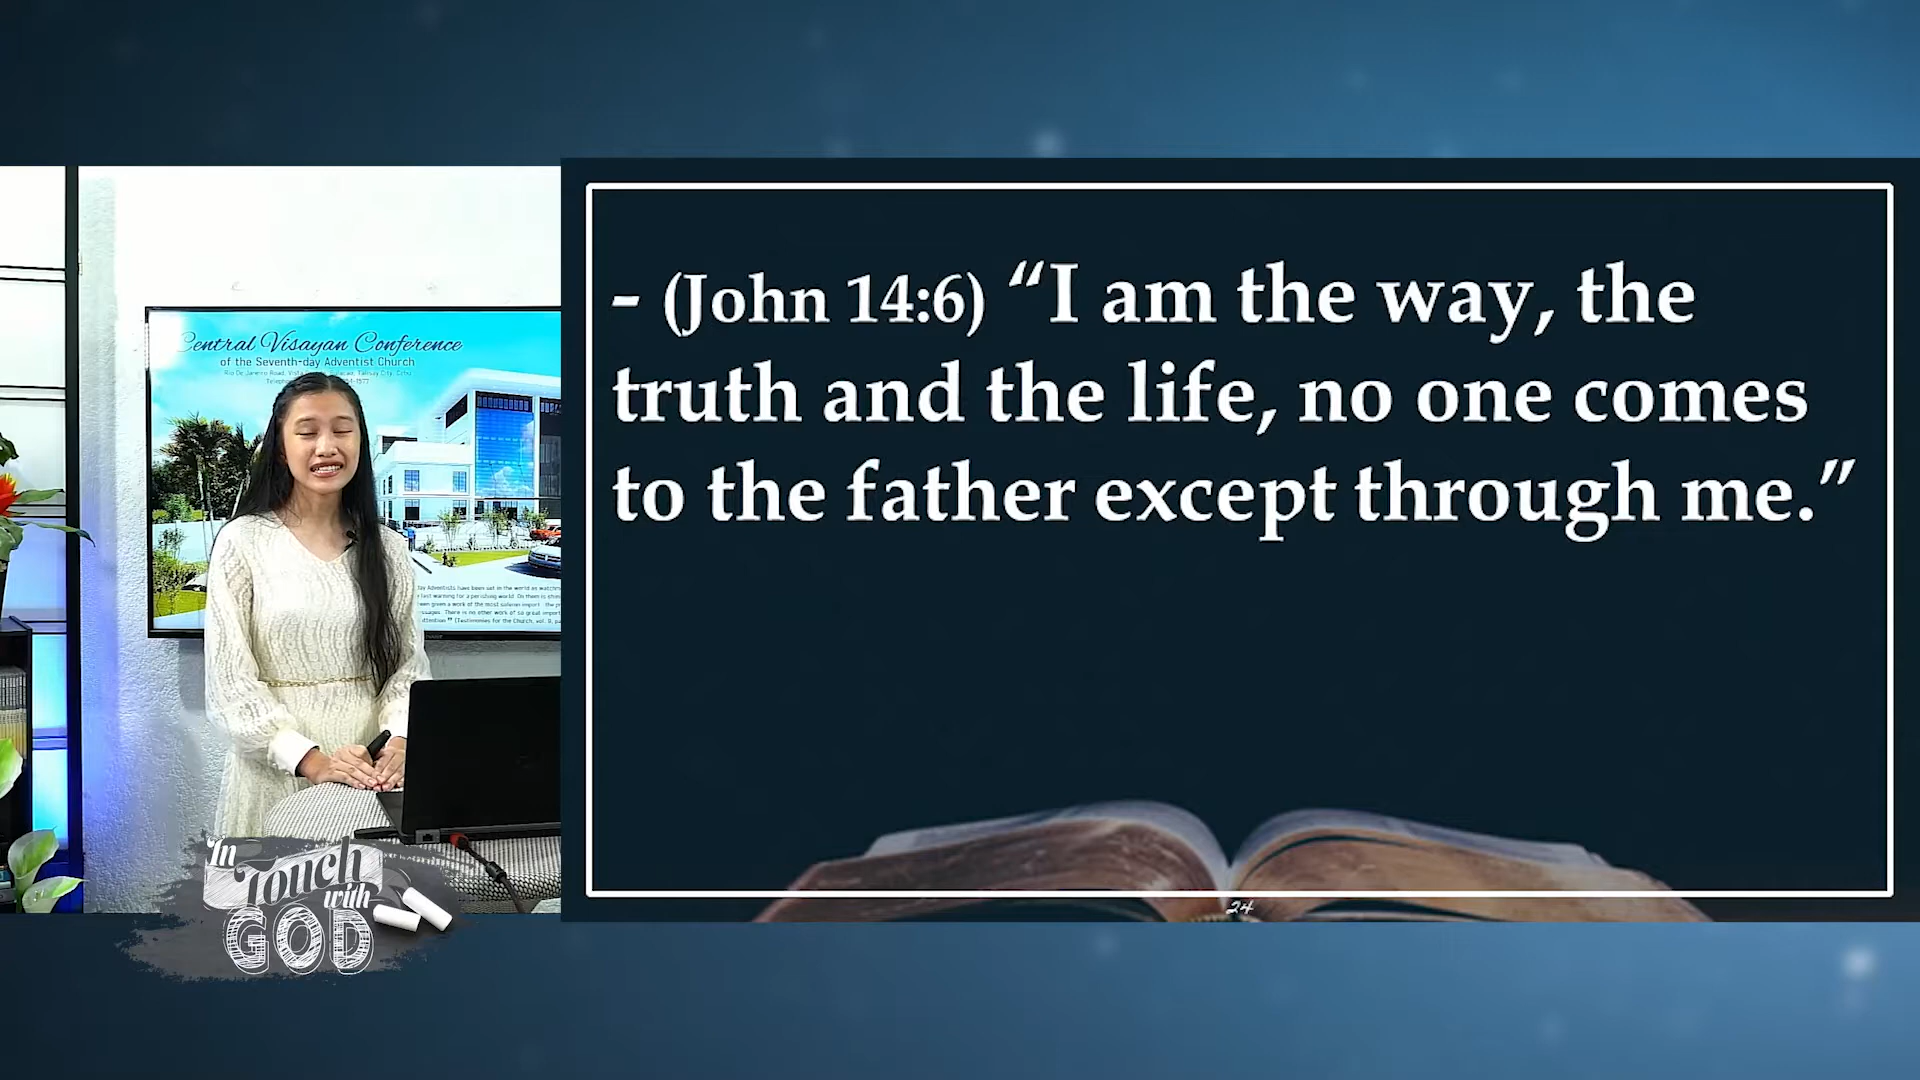 Central Visayan Conference
of the Seventh-day Adventist Church
- (John 14:6) “I am the way, the
truth and the life, no one comes
to the father except through me.”
24
In
Touch
with
GOD